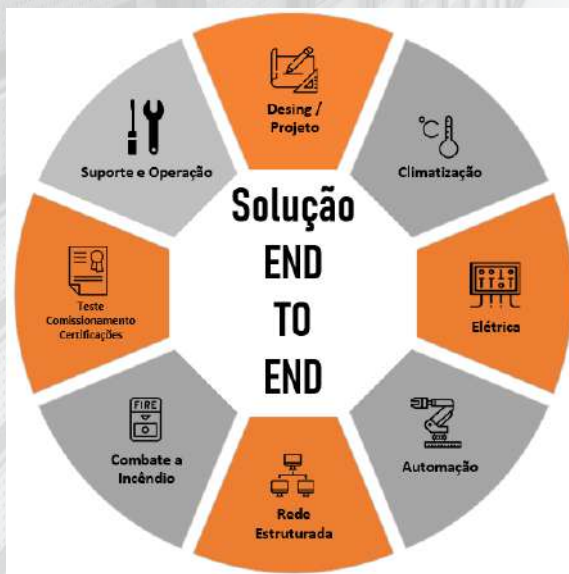 Desing /
Projeto
Climatização
Elétrica
Automação
Rede
Estruturada
Combate a
Incêndio
FIRE
Teste
Comissionamento
Certificações
Suporte e Operação
Solução
END
TO
END
°C